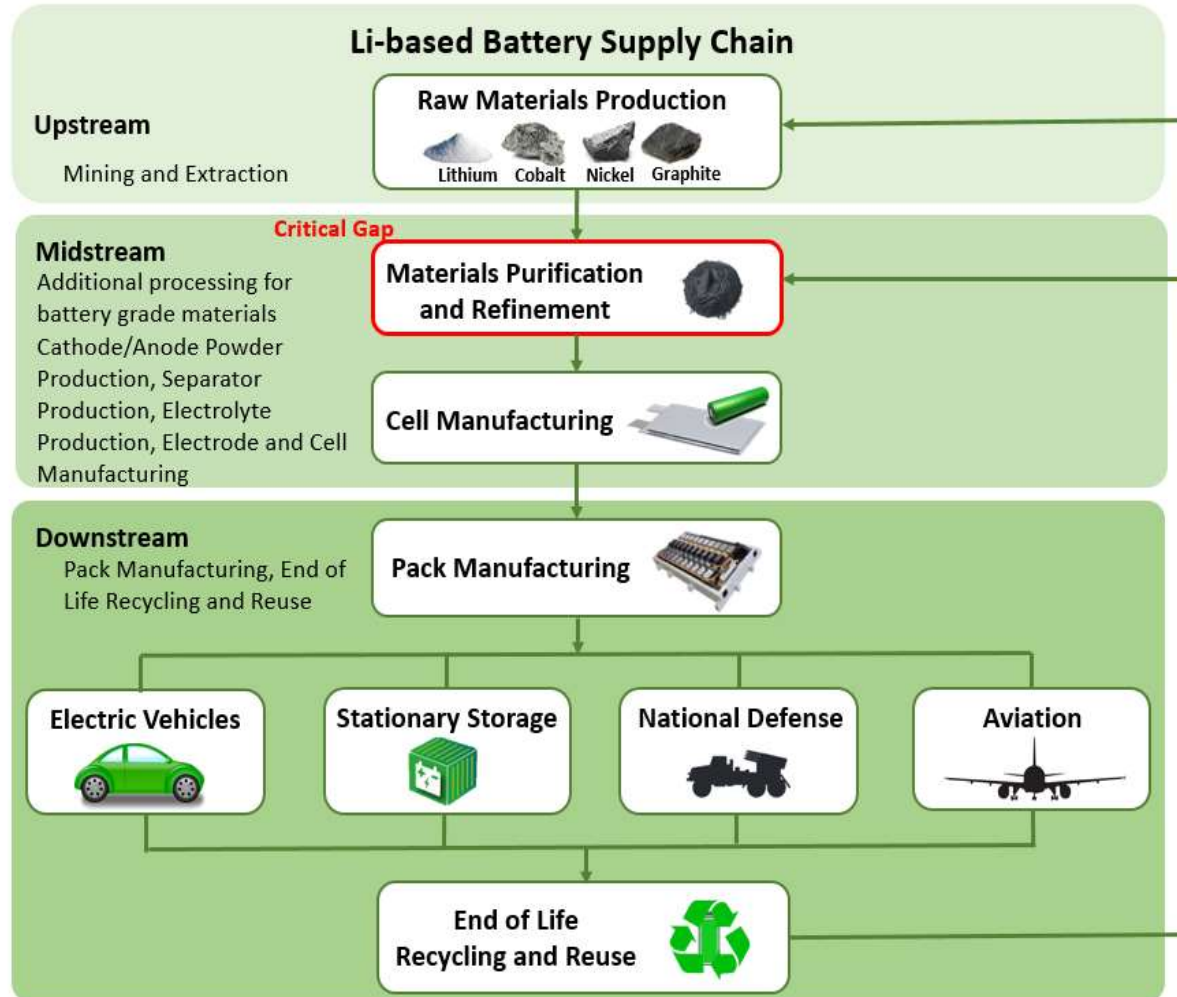 Li-based Battery Supply Chain
Raw Materials Production
Lithium Cobalt Nickel Graphite
Upstream
Mining and Extraction
Critical Gap
Midstream
Additional processing for
battery grade materials
Cathode/Anode Powder
Production, Separator
Production, Electrolyte
Production, Electrode and Cell
Manufacturing
Materials Purification
and Refinement
Cell Manufacturing
Downstream
Pack Manufacturing, End of
Life Recycling and Reuse
Pack Manufacturing
Electric Vehicles
Stationary Storage
National Defense
Aviation
End of Life
Recycling and Reuse